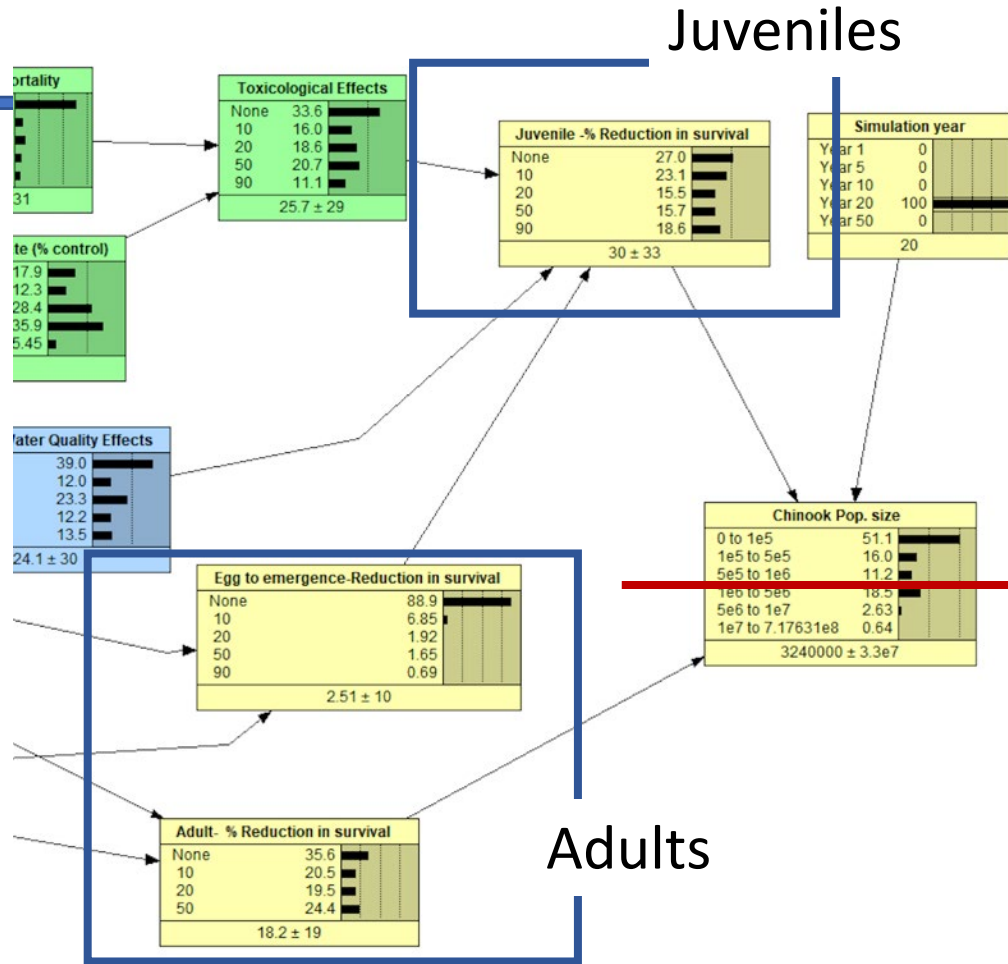 Juveniles
ortality
31
Toxicological Effects
None 33.6
10 16.0
20 18.6
50 20.7
90 11.1
25.7 ± 29
Juvenile -% Reduction in survival
None 27.0
10 23.1
20 15.5
50 15.7
90 18.6
30 ± 33
Simulation year
Year 1 0
Year 5 0
Year 10 0
Year 20 100
Year 50 0
20
te (% control)
17.9
12.3
28.4
35.9
5.45
ater Quality Effects
39.0
12.0
23.3
12.2
13.5
24.1 ± 30
Chinook Pop. size
0 to 1e5 51.1
1e5 to 5e5 16.0
5e5 to 1e6 11.2
1e6 to 5e6 18.5
5e6 to 1e7 2.63
1e7 to 7.17631e8 0.64
3240000 ± 3.3e7
Egg to emergence-Reduction in survival
None 88.9
10 6.85
20 1.92
50 1.65
90 0.69
2.51 ± 10
Adult- % Reduction in survival
None 35.6
10 20.5
20 19.5
50 24.4
18.2 ± 19
Adults